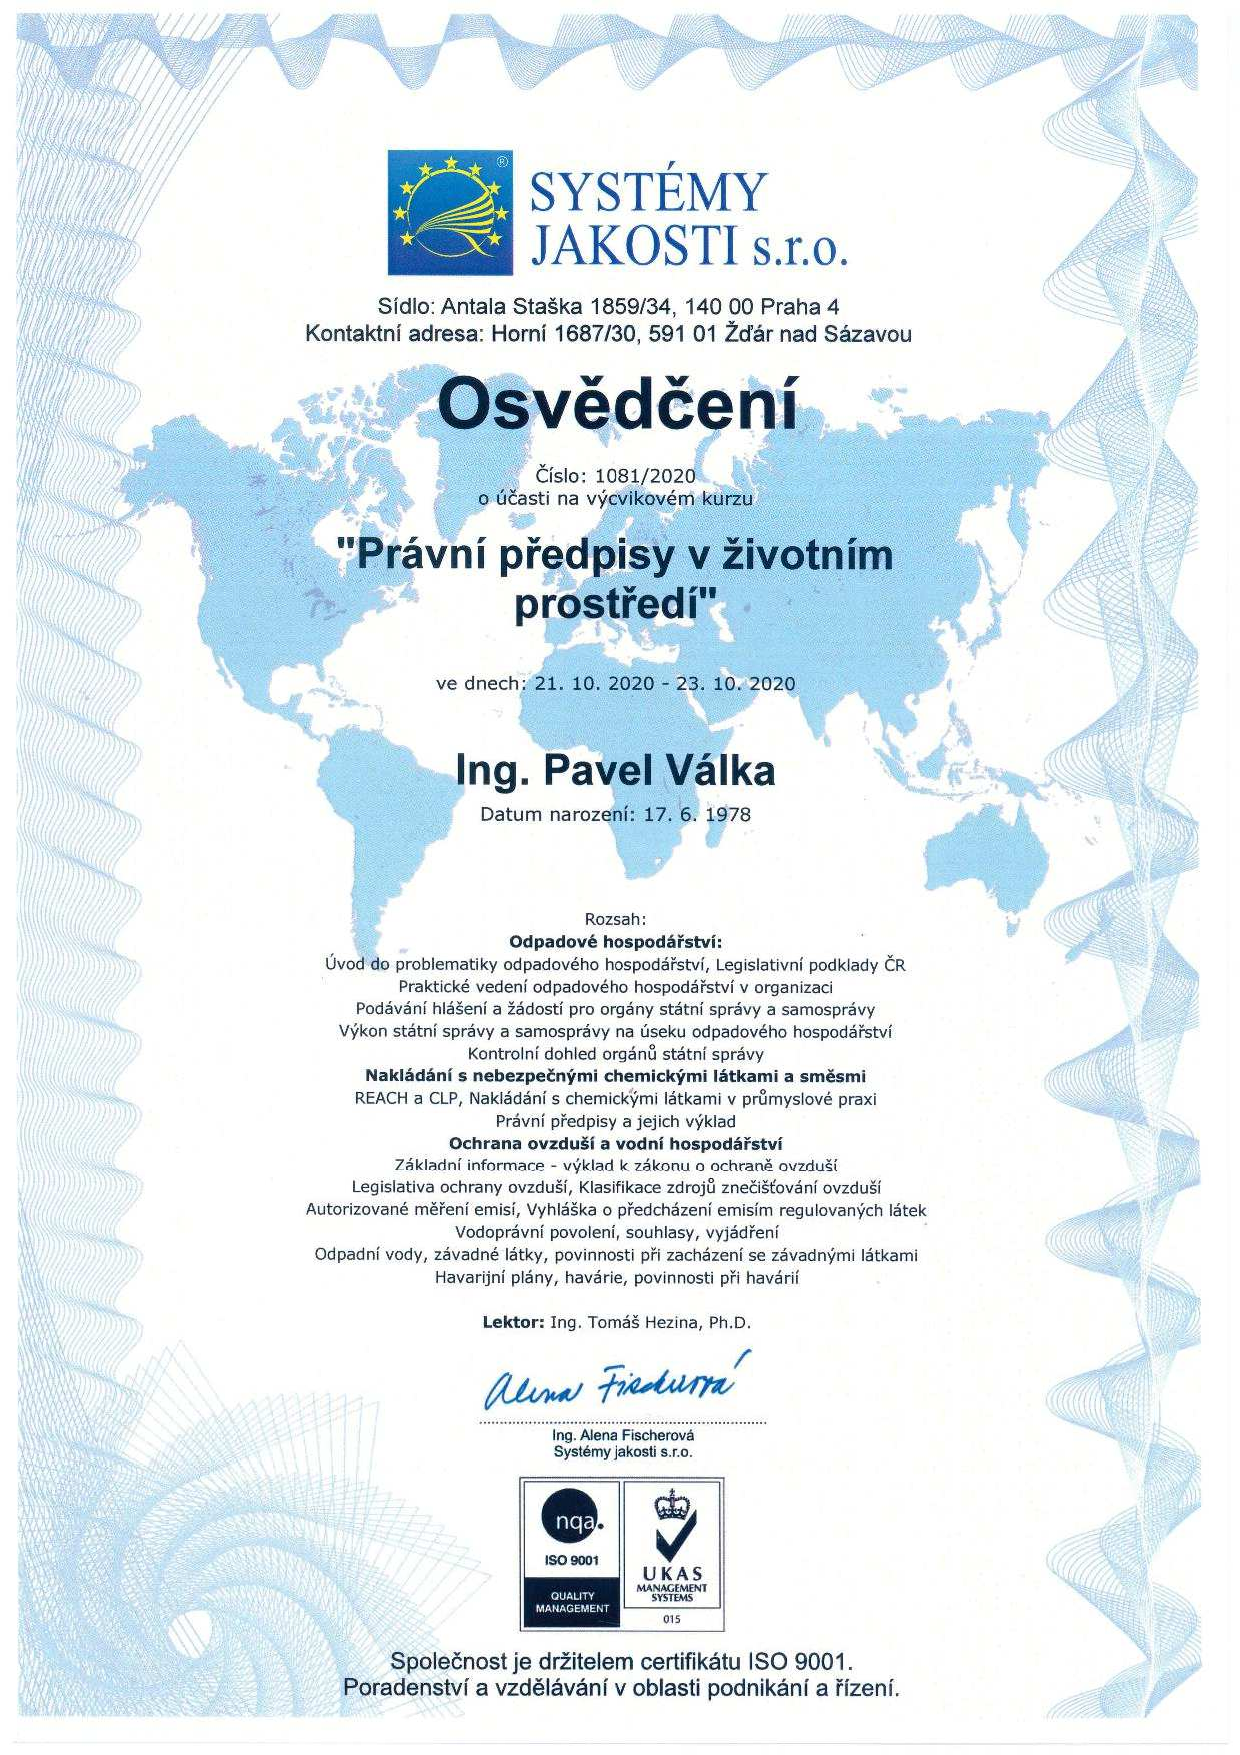 ®
SYSTÉMY
JAKOSTI s.r.o.
Sídlo: Antala Staška 1859/34, 140 00 Praha 4
Kontaktní adresa: Horní 1687/30, 591 01 Žďár nad Sázavou
Osvědčení
Číslo: 1081/2020
o účasti na výcvikovém kurzu
"Právní předpisy v životním
prostředí"
ve dnech: 21. 10. 2020 - 23. 10. 2020
Ing. Pavel Válka
Datum narození: 17. 6. 1978
Rozsah:
Odpadové hospodářství:
Úvod do problematiky odpadového hospodářství, Legislativní podklady ČR
Praktické vedení odpadového hospodářství v organizaci
Podávání hlášení a žádostí pro orgány státní správy a samosprávy
Výkon státní správy a samosprávy na úseku odpadového hospodářství
Kontrolní dohled orgánů státní správy
Nakládání s nebezpečnými chemickými látkami a směsmi
REACH a CLP, Nakládání s chemickými látkami v průmyslové praxi
Právní předpisy a jejich výklad
Ochrana ovzduší a vodní hospodářství
Základní informace - výklad k zákonu o ochraně ovzduší
Legislativa ochrany ovzduší, Klasifikace zdrojů znečišťování ovzduší
Autorizované měření emisí, Vyhláška o předcházení emisím regulovaných látek
Vodoprávní povolení, souhlasy, vyjádření
Odpadní vody, závadné látky, povinnosti při zacházení se závadnými látkami
Havarijní plány, havárie, povinnosti při havárií
Lektor: Ing. Tomáš Hezina, Ph.D.
Alena Fischerová
Ing. Alena Fischerová
Systémy jakosti s.r.o.
nqa.
ISO 9001
QUALITY
MANAGEMENT
UKAS
MANAGEMENT
SYSTEMS
015
Společnost je držitelem certifikátu ISO 9001.
Poradenství a vzdělávání v oblasti podnikání a řízení.